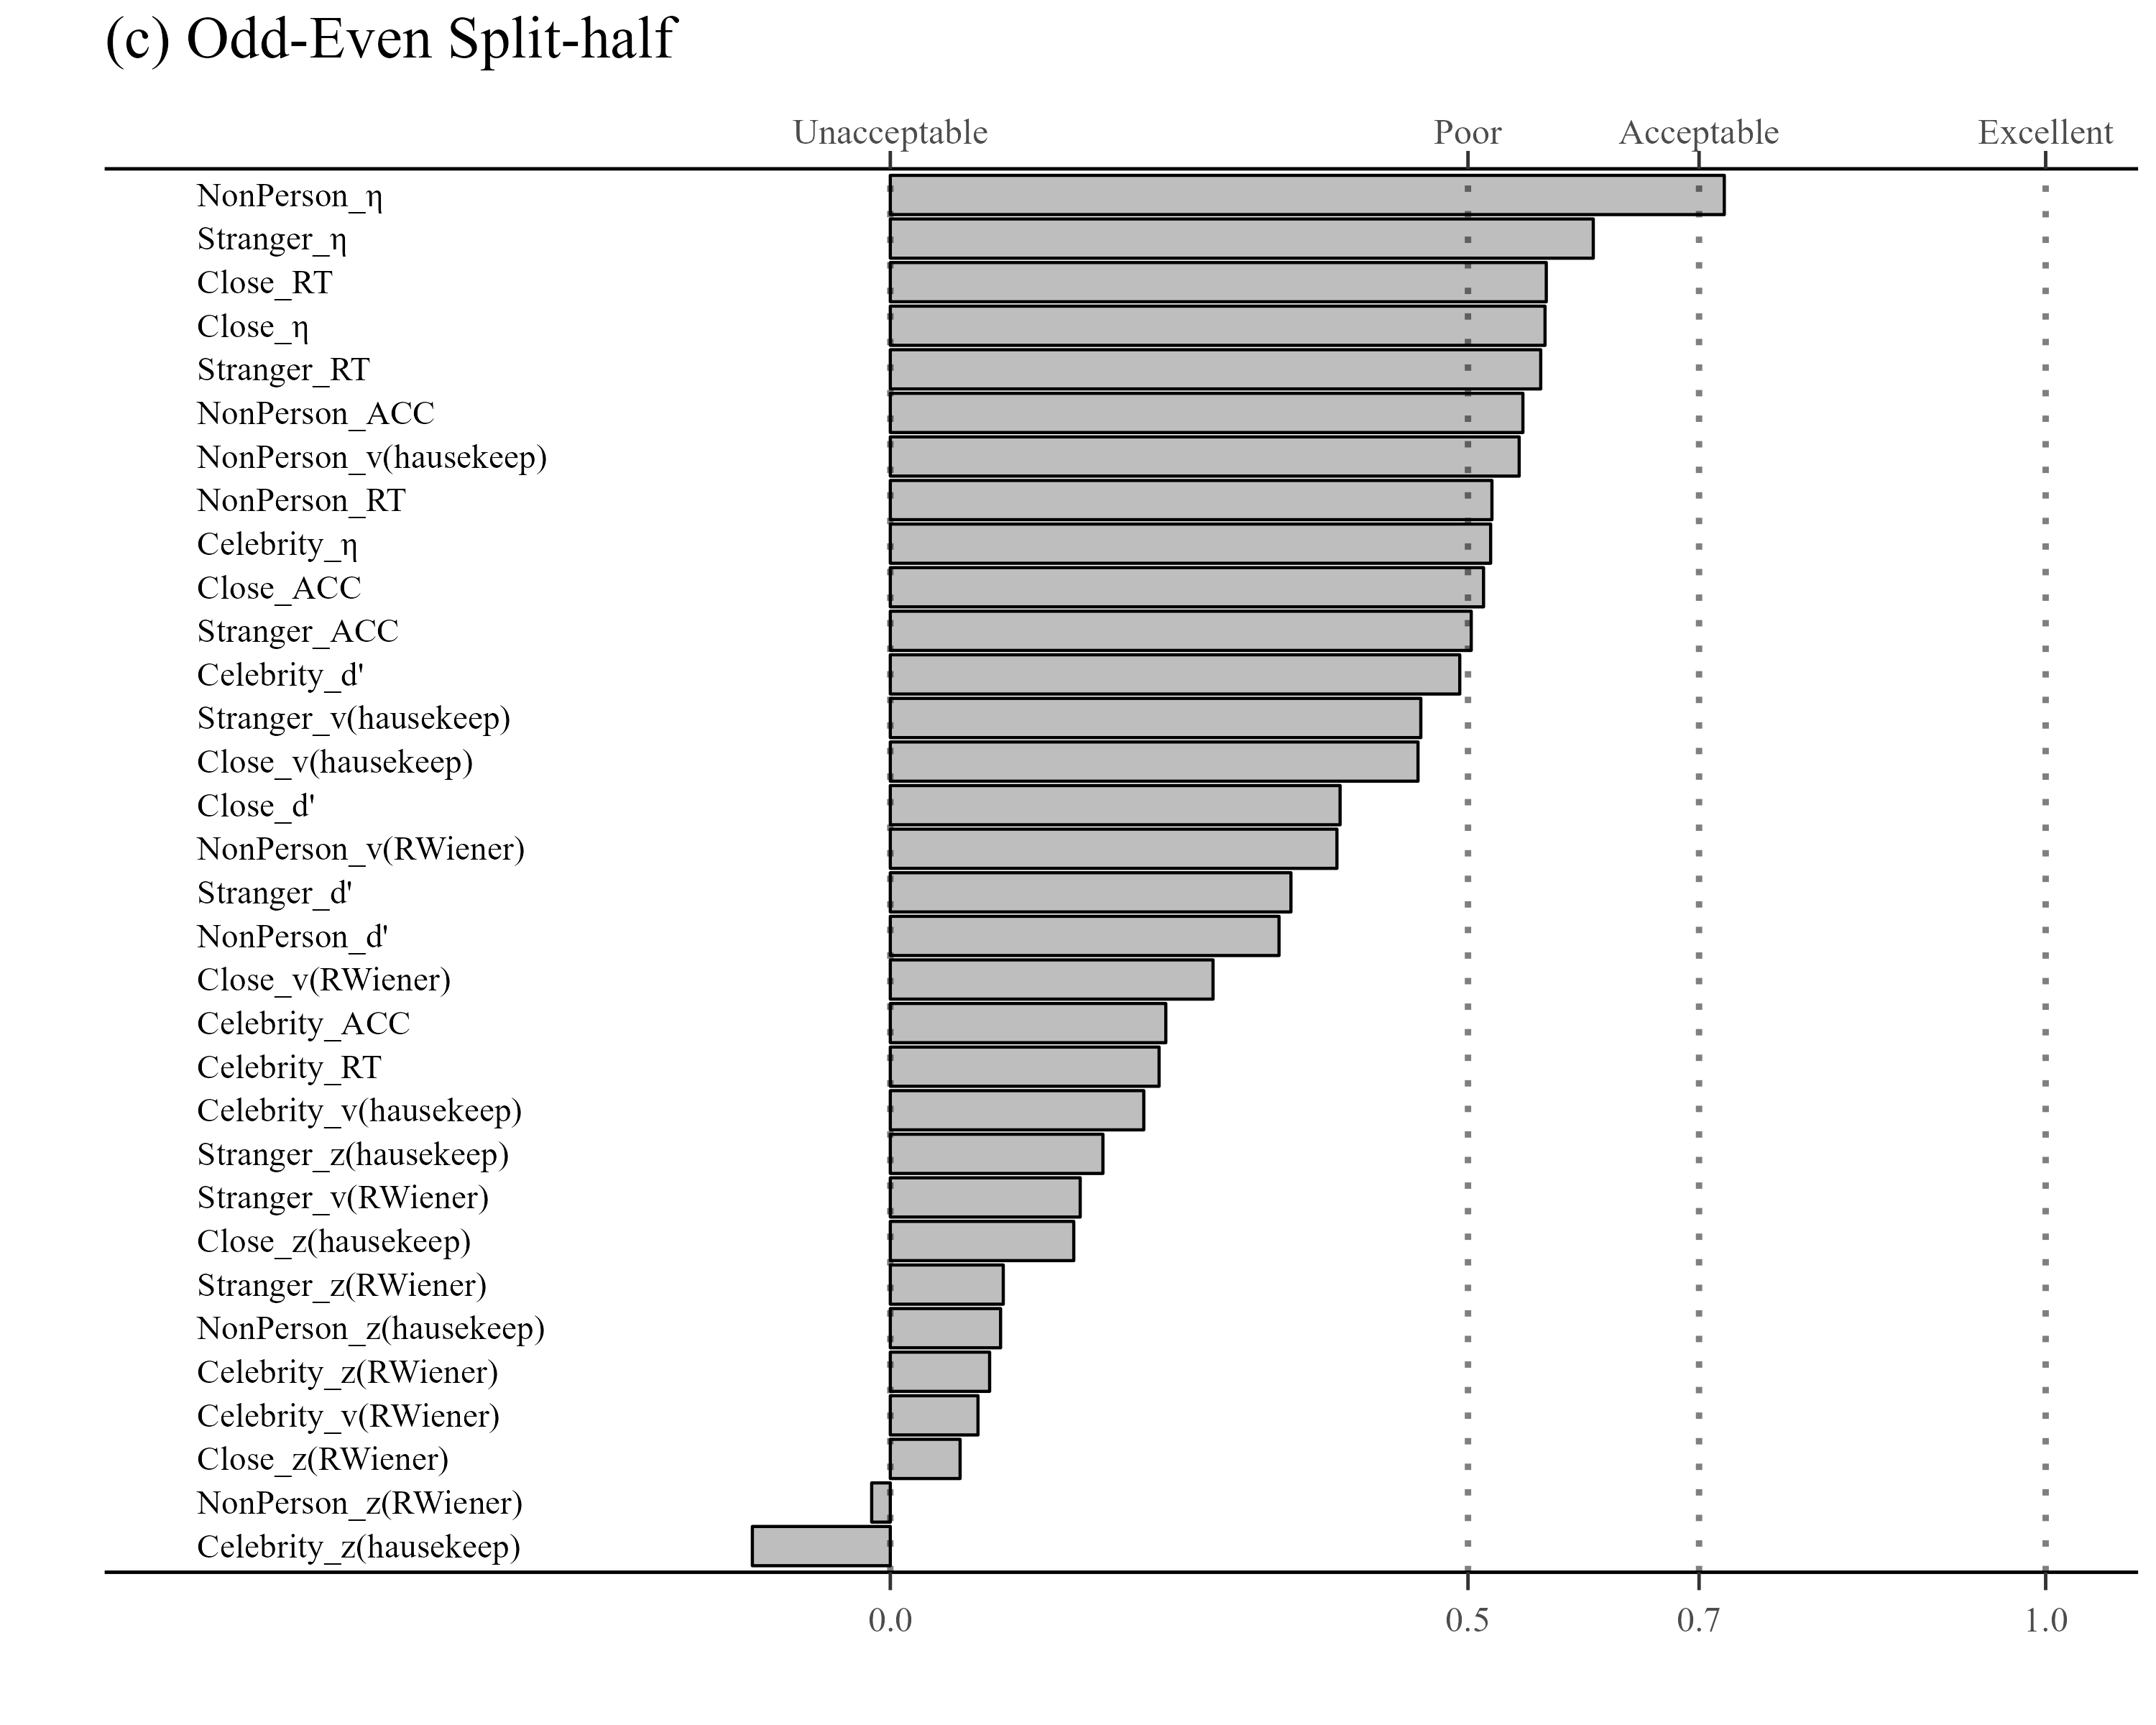 (c) Odd-Even Split-half
Unacceptable Poor Acceptable Excellent
NonPerson_η
Stranger_η
Close_RT
Close_η
Stranger_RT
NonPerson_ACC
NonPerson_v(hausekeep)
NonPerson_RT
Celebrity_η
Close_ACC
Stranger_ACC
Celebrity_d'
Stranger_v(hausekeep)
Close_v(hausekeep)
Close_d'
NonPerson_v(RWiener)
Stranger_d'
NonPerson_d'
Close_v(RWiener)
Celebrity_ACC
Celebrity_RT
Celebrity_v(hausekeep)
Stranger_z(hausekeep)
Stranger_v(RWiener)
Close_z(hausekeep)
Stranger_z(RWiener)
NonPerson_z(hausekeep)
Celebrity_z(RWiener)
Celebrity_v(RWiener)
Close_z(RWiener)
NonPerson_z(RWiener)
Celebrity_z(hausekeep)
0.0 0.5 0.7 1.0